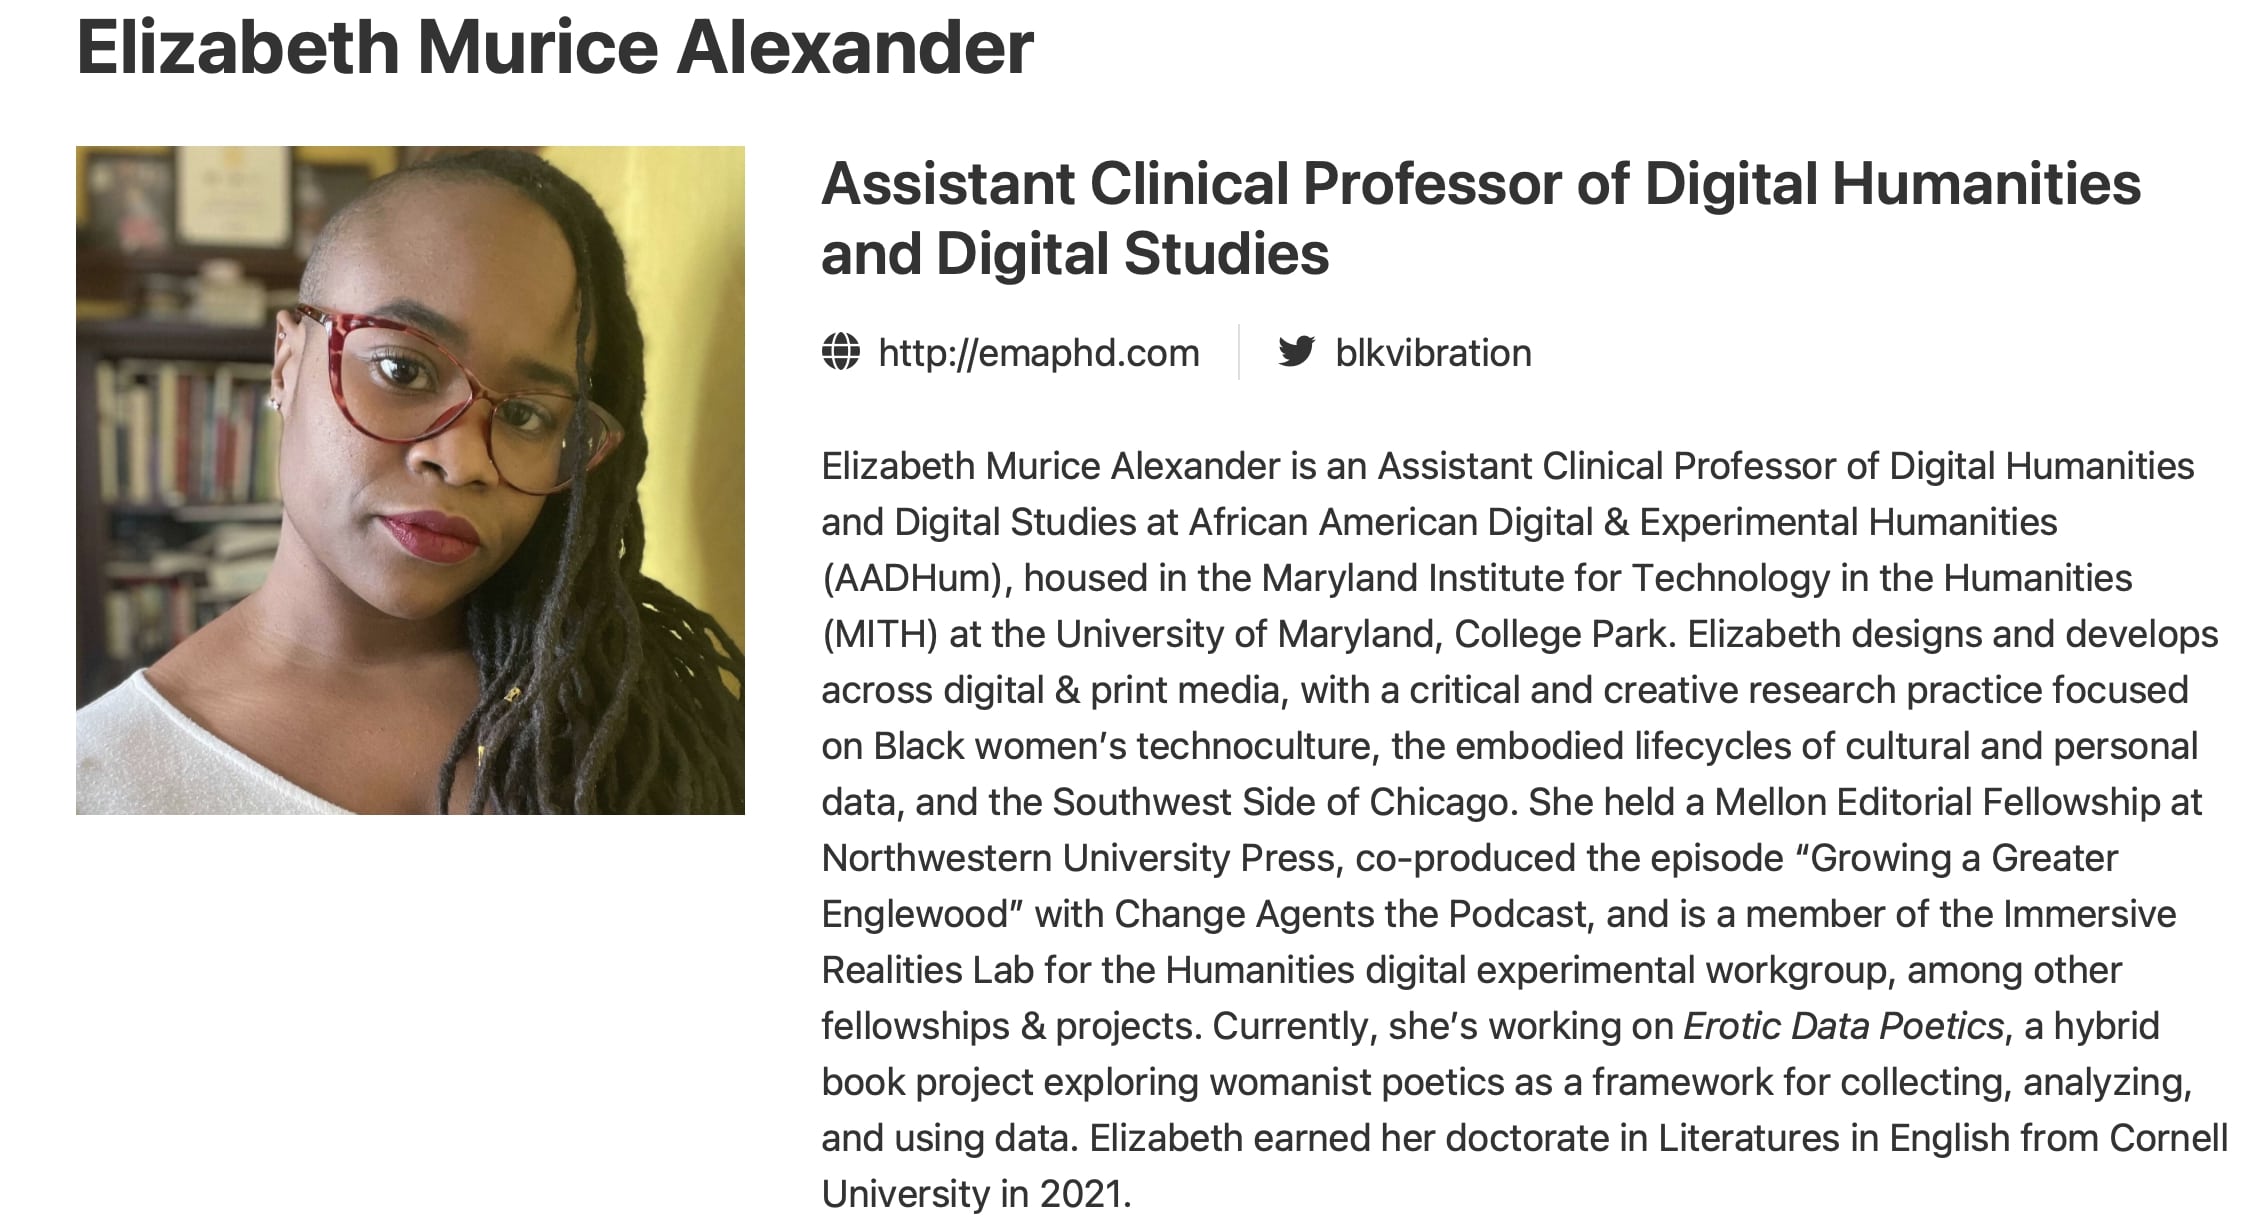 Elizabeth Murice Alexander
Assistant Clinical Professor of Digital Humanities
and Digital Studies
http://emaphd.com
blkvibration
Elizabeth Murice Alexander is an Assistant Clinical Professor of Digital Humanities
and Digital Studies at African American Digital & Experimental Humanities
(AADHum), housed in the Maryland Institute for Technology in the Humanities
(MITH) at the University of Maryland, College Park. Elizabeth designs and develops
across digital & print media, with a critical and creative research practice focused
on Black women’s technoculture, the embodied lifecycles of cultural and personal
data, and the Southwest Side of Chicago. She held a Mellon Editorial Fellowship at
Northwestern University Press, co-produced the episode “Growing a Greater
Englewood” with Change Agents the Podcast, and is a member of the Immersive
Realities Lab for the Humanities digital experimental workgroup, among other
fellowships & projects. Currently, she’s working on Erotic Data Poetics, a hybrid
book project exploring womanist poetics as a framework for collecting, analyzing,
and using data. Elizabeth earned her doctorate in Literatures in English from Cornell
University in 2021.